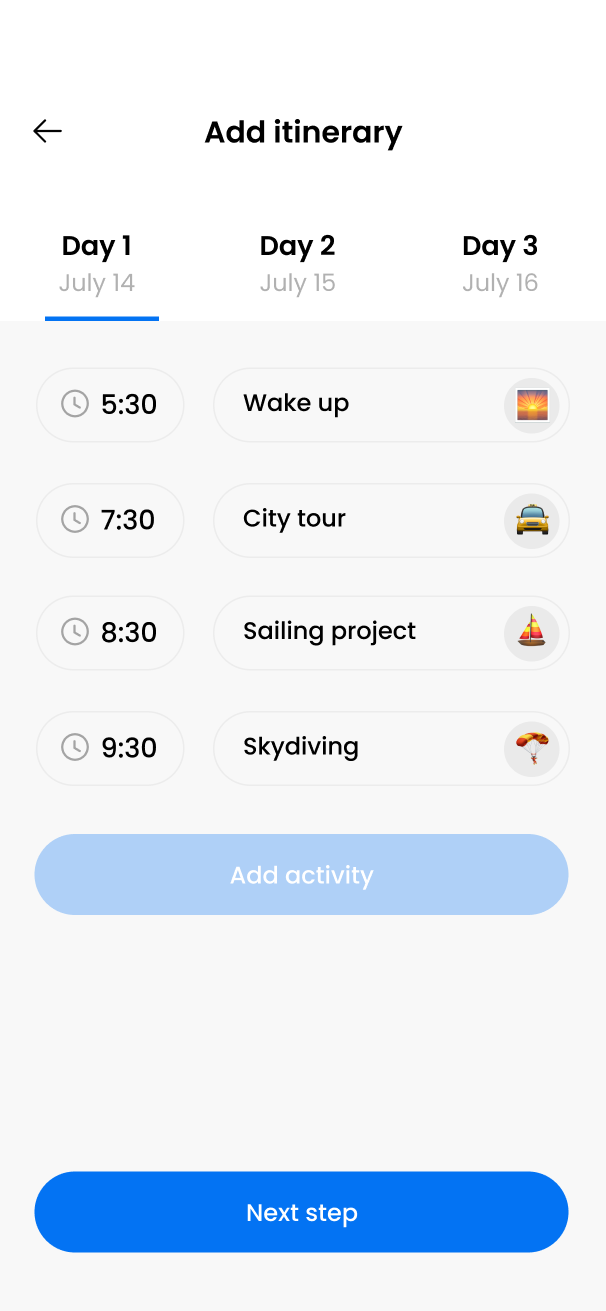 Add itinerary
Day 1
Day 2
Day 3
July 14
July 15
July 16
5:30
Wake up
7:30
City tour
8:30
Sailing project
9:30
Skydiving
Add activity
Next step